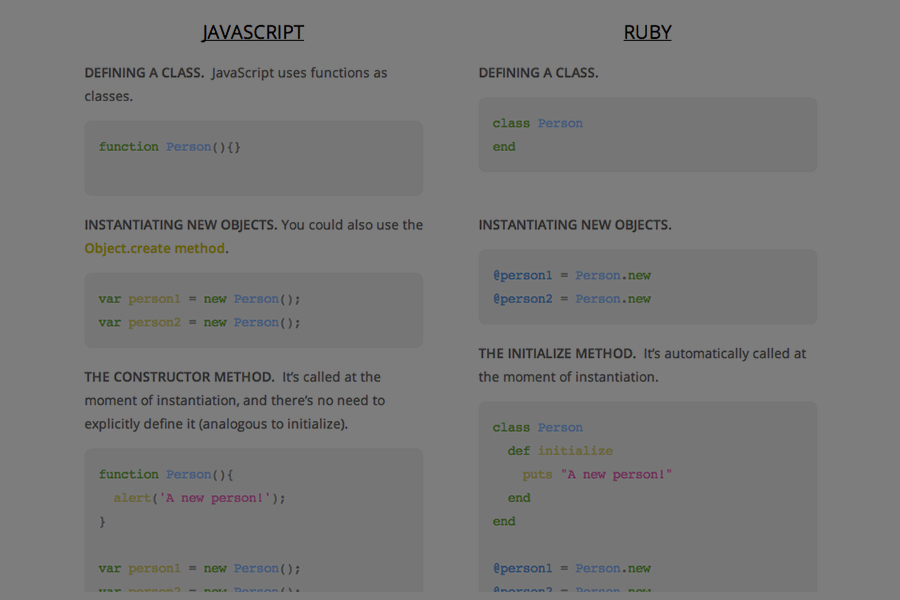 JAVASCRIPT
DEFINING A CLASS.  JavaScript uses functions as
classes.
function Person(){}
INSTANTIATING NEW OBJECTS. You could also use the
Object.create method.
var person1 = new Person();
var person2 = new Person();
THE CONSTRUCTOR METHOD.  It’s called at the
moment of instantiation, and there’s no need to
explicitly define it (analogous to initialize).
function Person(){
  alert('A new person!');
}
var person1 = new Person();
var person2 = new Person();
RUBY
DEFINING A CLASS.
class Person
end
INSTANTIATING NEW OBJECTS.
@person1 = Person.new
@person2 = Person.new
THE INITIALIZE METHOD.  It’s automatically called at
the moment of instantiation.
class Person
  def initialize
    puts "A new person!"
  end
end
@person1 = Person.new
@person2 = Person.new